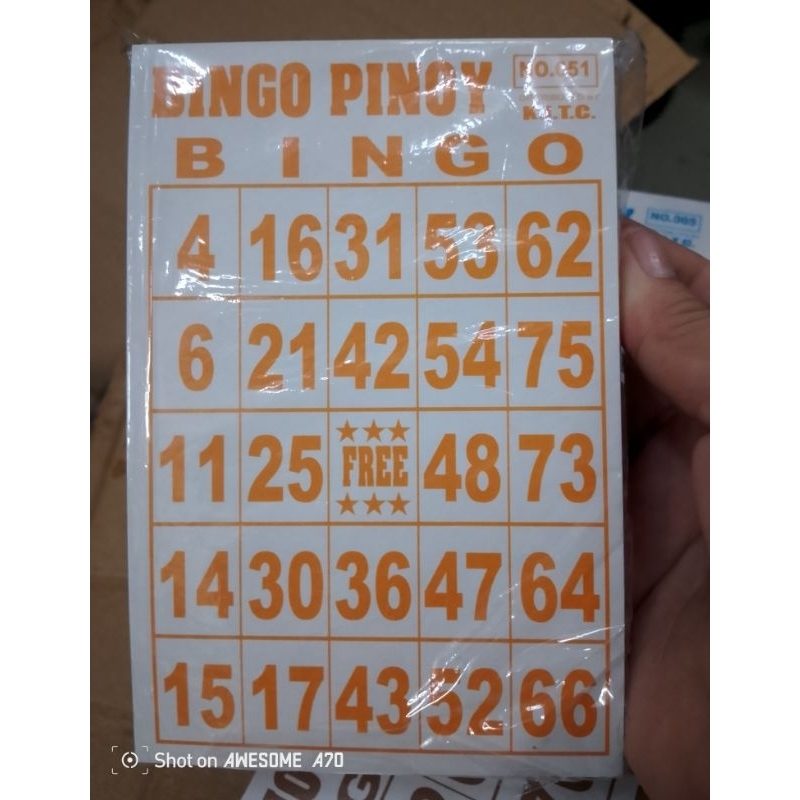 BINGO PINOY
NO.051
K.I.T.C.
B I N G O
4 16 31 53 62
6 21 42 54 75
★★★
11 25 FREE 48 73
★★★
14 30 36 47 64
15 17 43 52 66
Shot on AWESOME A70